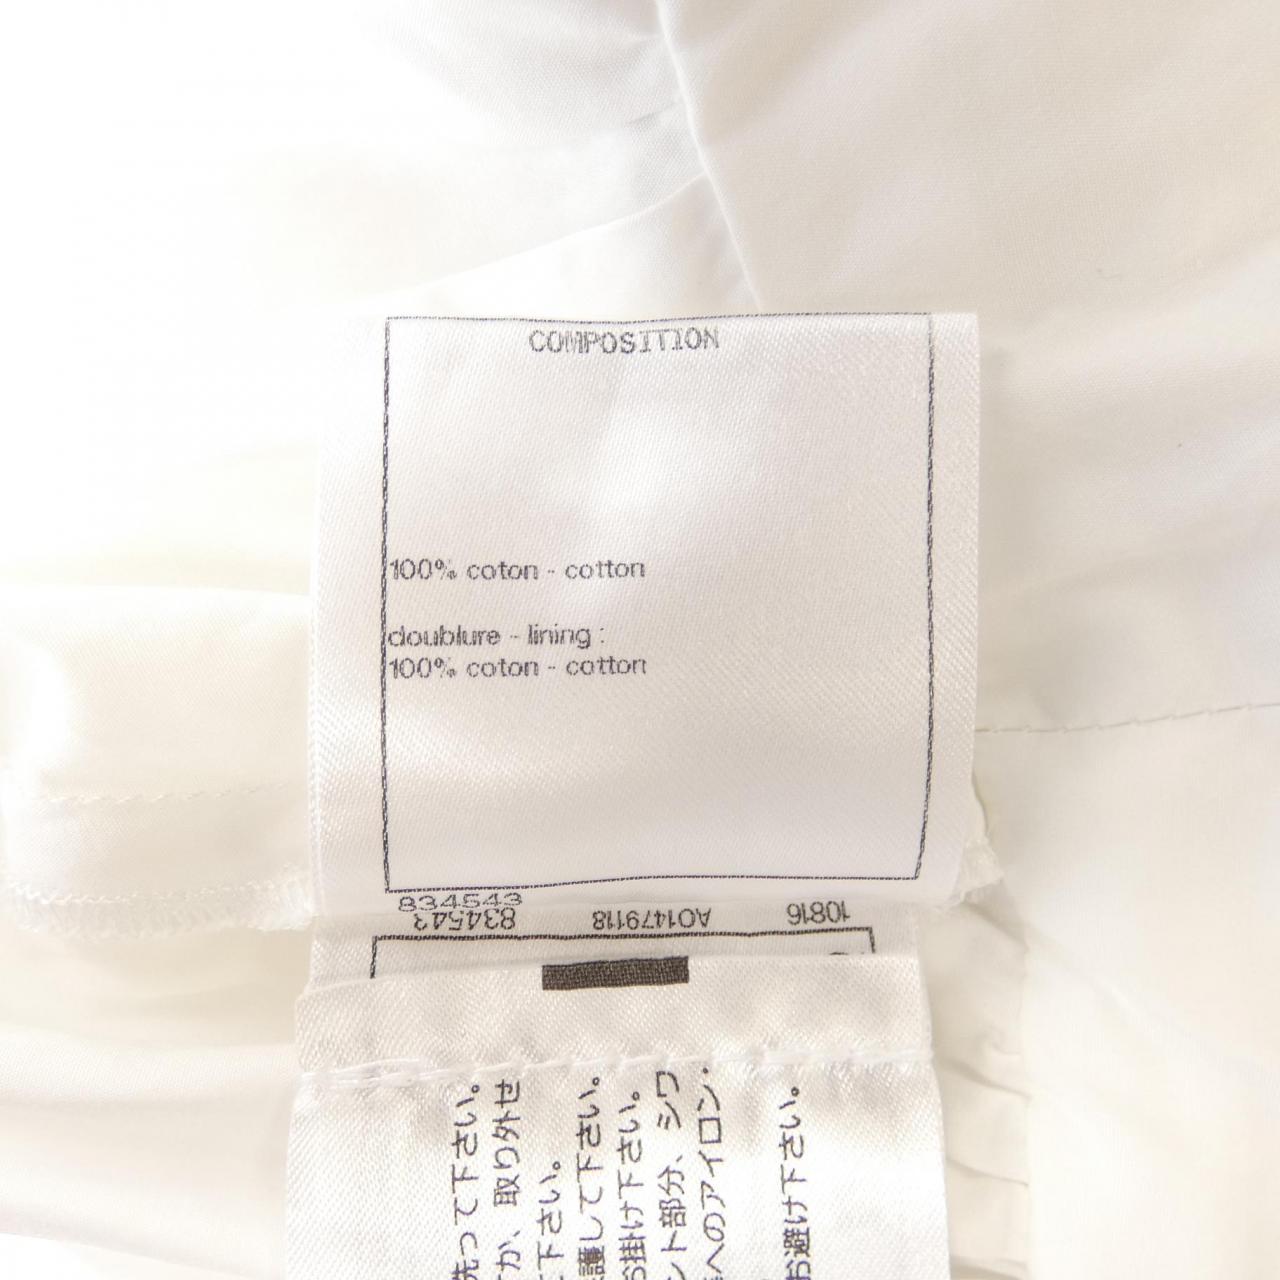 COMPOSITION
100% coton - cotton
doublure - lining :
100% coton - cotton
834543
10816 A01479118 834543
お避け下さい。
へのアイロン・
ント部分、シワ
お掛け下さい。
護して下さい。
下さい。
か、取り外せ
洗って下さい。